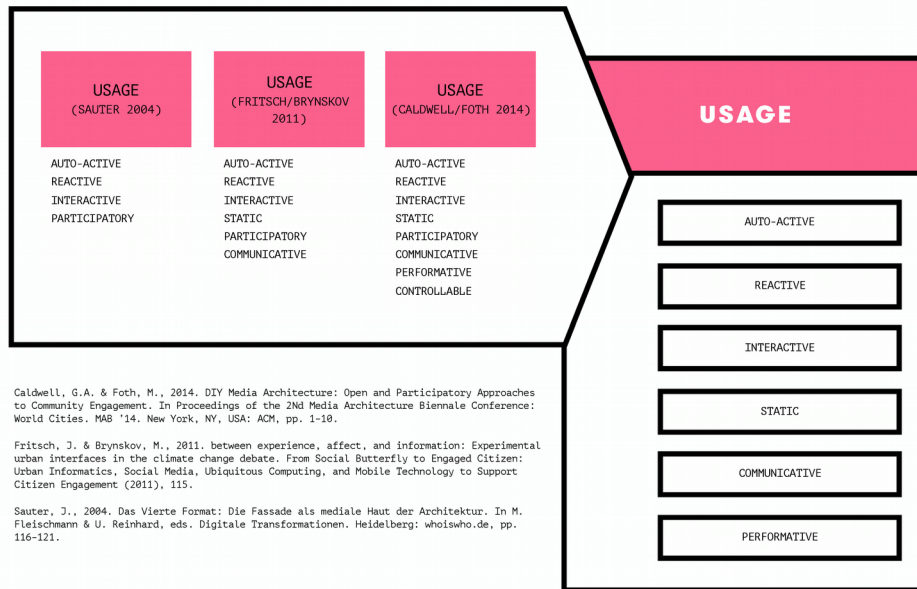 USAGE
(SAUTER 2004)
AUTO-ACTIVE
REACTIVE
INTERACTIVE
PARTICIPATORY
USAGE
(FRITSCH/BRYNSKOV
2011)
AUTO-ACTIVE
REACTIVE
INTERACTIVE
STATIC
PARTICIPATORY
COMMUNICATIVE
USAGE
(CALDWELL/FOTH 2014)
AUTO-ACTIVE
REACTIVE
INTERACTIVE
STATIC
PARTICIPATORY
COMMUNICATIVE
PERFORMATIVE
CONTROLLABLE
USAGE
AUTO-ACTIVE
REACTIVE
INTERACTIVE
STATIC
COMMUNICATIVE
PERFORMATIVE
Caldwell, G.A. & Foth, M., 2014. DIY Media Architecture: Open and Participatory Approaches
to Community Engagement. In Proceedings of the 2Nd Media Architecture Biennale Conference:
World Cities. MAB '14. New York, NY, USA: ACM, pp. 1–10.
Fritsch, J. & Brynskov, M., 2011. between experience, affect, and information: Experimental
urban interfaces in the climate change debate. From Social Butterfly to Engaged Citizen:
Urban Informatics, Social Media, Ubiquitous Computing, and Mobile Technology to Support
Citizen Engagement (2011), 115.
Sauter, J., 2004. Das Vierte Format: Die Fassade als mediale Haut der Architektur. In M.
Fleischmann & U. Reinhard, eds. Digitale Transformationen. Heidelberg: whoiswho.de, pp.
116–121.